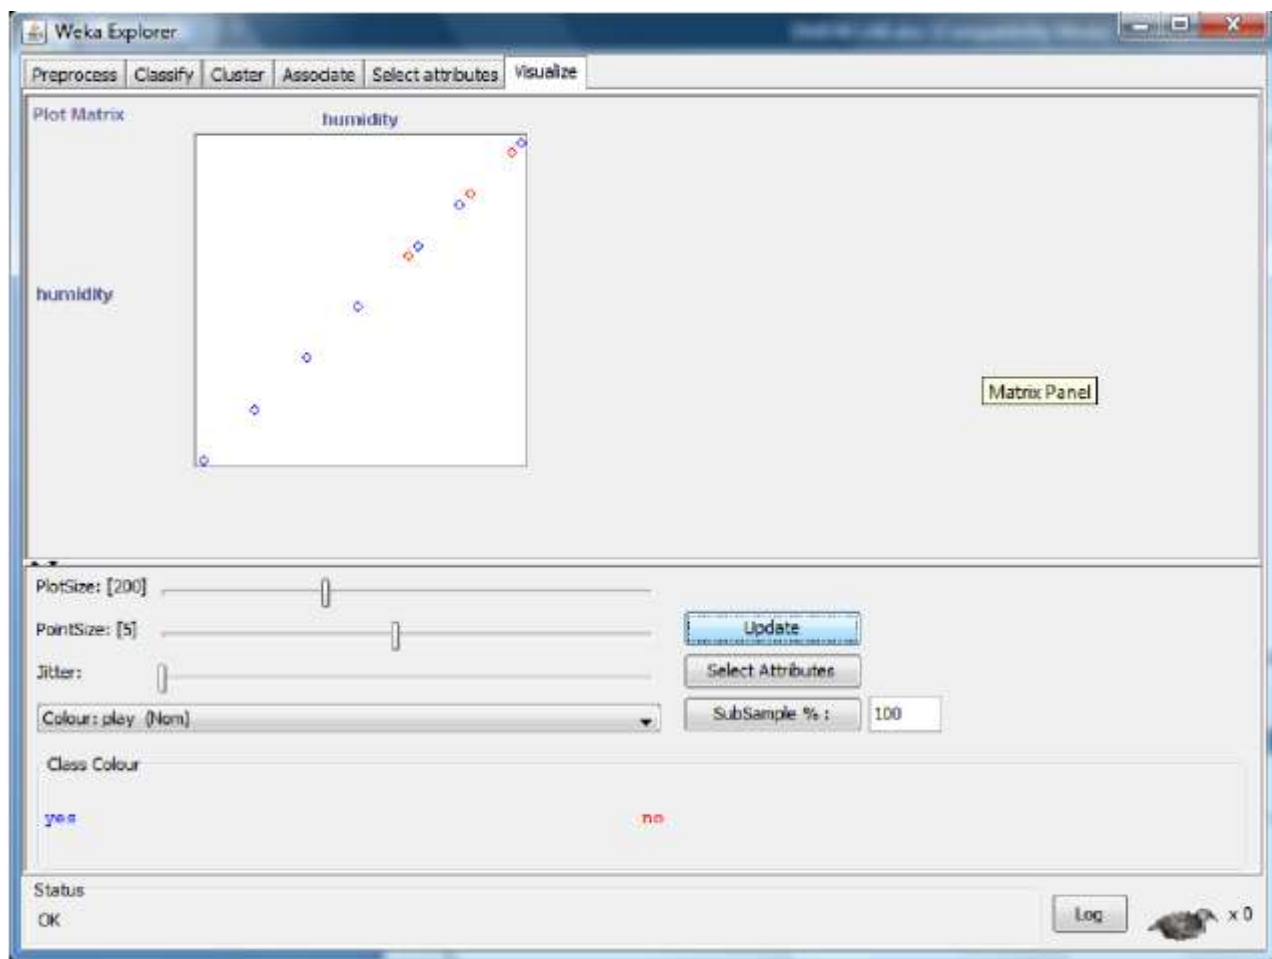 Weka Explorer
Preprocess Classify Cluster Associate Select attributes Visualize
Plot Matrix
humidity
humidity
Matrix Panel
PlotSize: [200]
PointSize: [5]
Update
Jitter:
Select Attributes
Colour: play (Nom)
SubSample % :
100
Class Colour
yes
no
Status
OK
Log
x 0